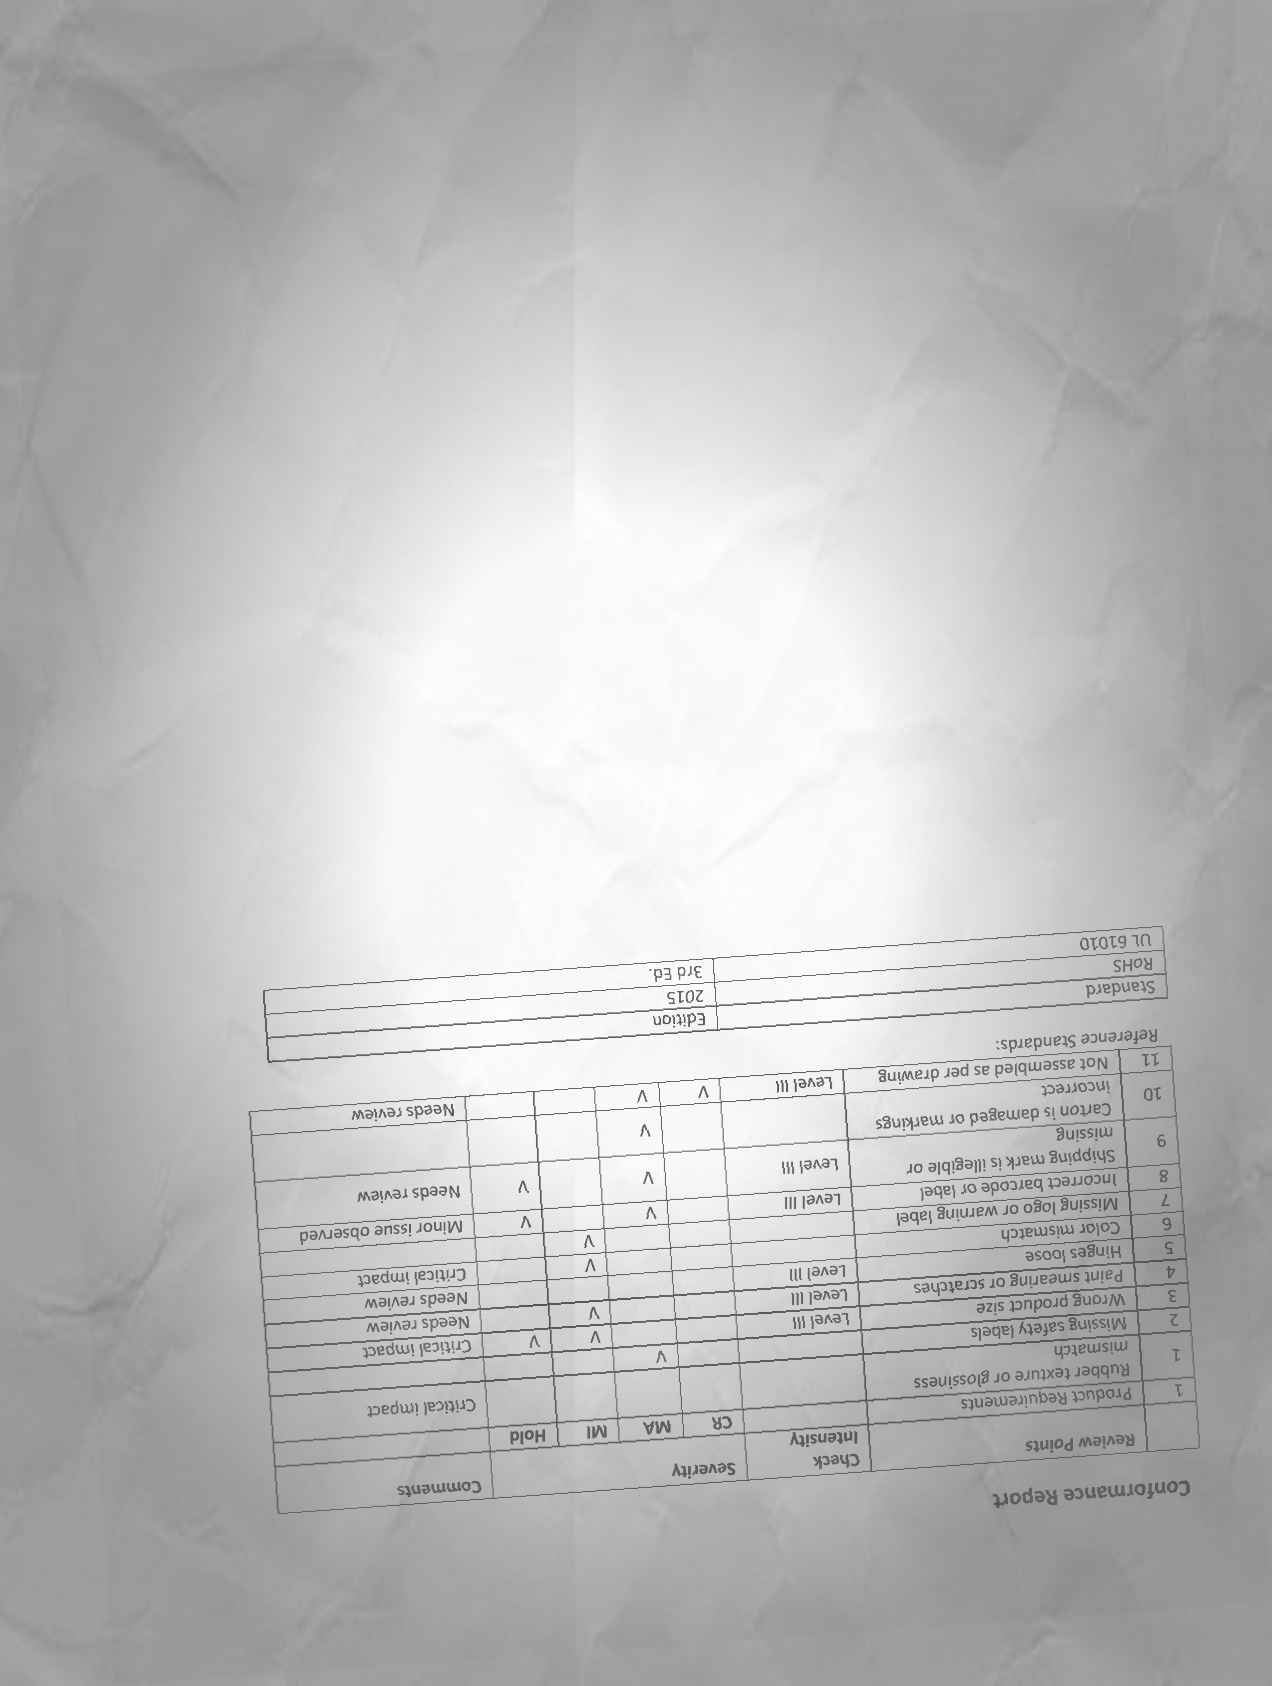 Conformance Report
Review Points Check Intensity Severity Comments
1 Product Requirements CR MA MI Hold
1 Rubber texture or glossiness Critical impact
mismatch
2 Missing safety labels V
3 Wrong product size Level III V V Critical impact
4 Paint smearing or scratches Level III V Needs review
5 Hinges loose Level III Needs review
6 Color mismatch V Critical impact
7 Missing logo or warning label V
8 Incorrect barcode or label Level III V V Minor issue observed
9 Shipping mark is illegible or Level III V V Needs review
missing
10 Carton is damaged or markings V
incorrect
11 Not assembled as per drawing Level III V V Needs review
Reference Standards:
Standard Edition
RoHS 2015
UL 61010 3rd Ed.